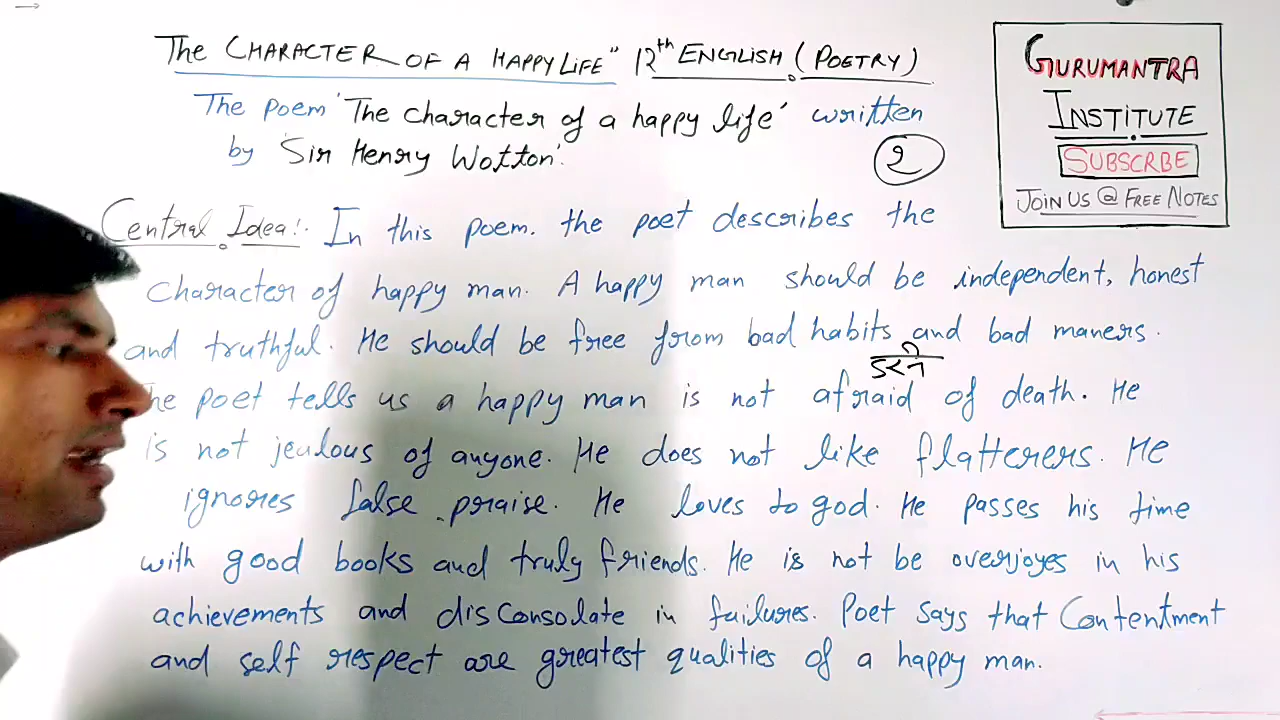 The CHARACTER OF A HAPPY LIFE" 12th ENGLISH (POETRY)
The poem 'The character of a happy life' written
by 'Sir Henry Wotton'.
2
GURUMANTRA
INSTITUTE
SUBSCRBE
JOIN US @ FREE NOTES
Central Idea:- In this poem. the poet describes the
character of happy man. A happy man should be independent, honest
and truthful. He should be free from bad habits and bad maners.
The poet tells us a happy man is not afraid of death. He
is not jealous of anyone. He does not like flatterers. He
ignores false praise. He loves to god. He passes his time
with good books and truly friends. He is not be overjoyes in his
achievements and disconsolate in failures. Poet says that Contentment
and self respect are greatest qualities of a happy man.